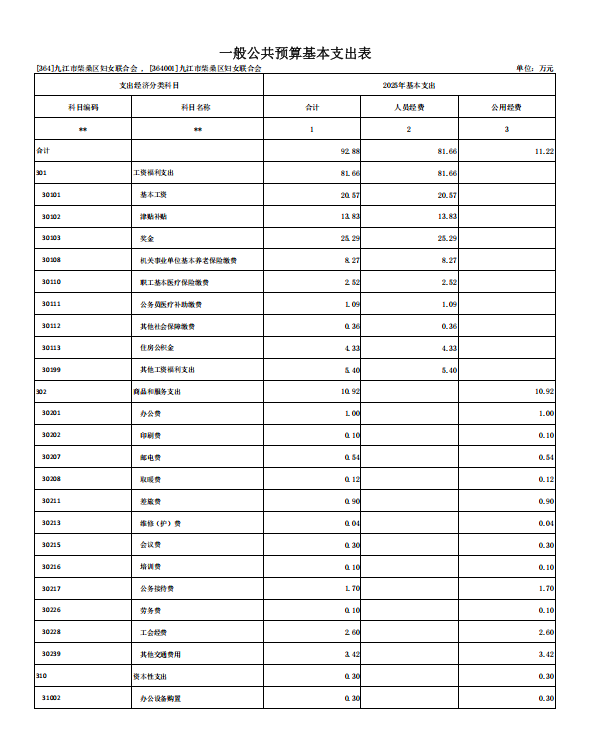 一般公共预算基本支出表
[364]九江市柴桑区妇女联合会 , [364001]九江市柴桑区妇女联合会 单位：万元
支出经济分类科目 2025年基本支出
科目编码 科目名称 合计 人员经费 公用经费
** ** 1 2 3
合计 92.88 81.66 11.22
301 工资福利支出 81.66 81.66
30101 基本工资 20.57 20.57
30102 津贴补贴 13.83 13.83
30103 奖金 25.29 25.29
30108 机关事业单位基本养老保险缴费 8.27 8.27
30110 职工基本医疗保险缴费 2.52 2.52
30111 公务员医疗补助缴费 1.09 1.09
30112 其他社会保障缴费 0.36 0.36
30113 住房公积金 4.33 4.33
30199 其他工资福利支出 5.40 5.40
302 商品和服务支出 10.92 10.92
30201 办公费 1.00 1.00
30202 印刷费 0.10 0.10
30207 邮电费 0.54 0.54
30208 取暖费 0.12 0.12
30211 差旅费 0.90 0.90
30213 维修（护）费 0.04 0.04
30215 会议费 0.30 0.30
30216 培训费 0.10 0.10
30217 公务接待费 1.70 1.70
30226 劳务费 0.10 0.10
30228 工会经费 2.60 2.60
30239 其他交通费用 3.42 3.42
310 资本性支出 0.30 0.30
31002 办公设备购置 0.30 0.30